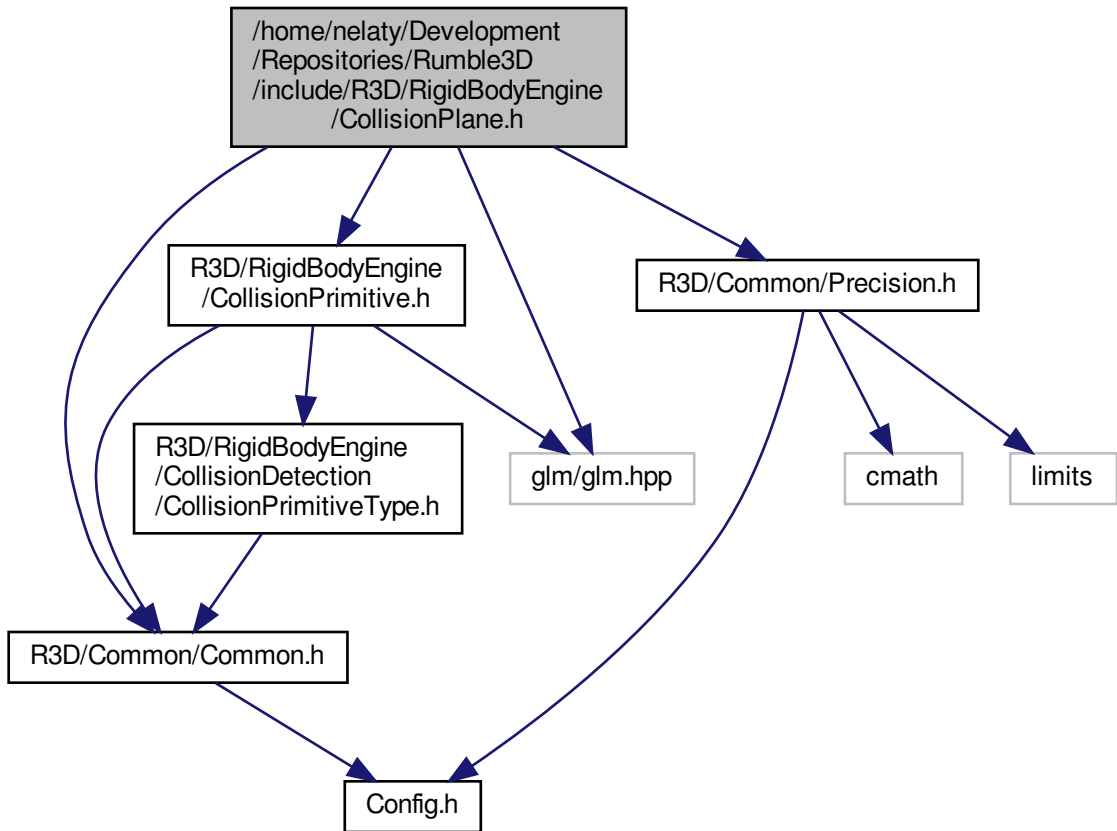 /home/nelaty/Development
/Repositories/Rumble3D
/include/R3D/RigidBodyEngine
/CollisionPlane.h
R3D/RigidBodyEngine
/CollisionPrimitive.h
R3D/Common/Precision.h
R3D/RigidBodyEngine
/CollisionDetection
/CollisionPrimitiveType.h
glm/glm.hpp
cmath
limits
R3D/Common/Common.h
Config.h